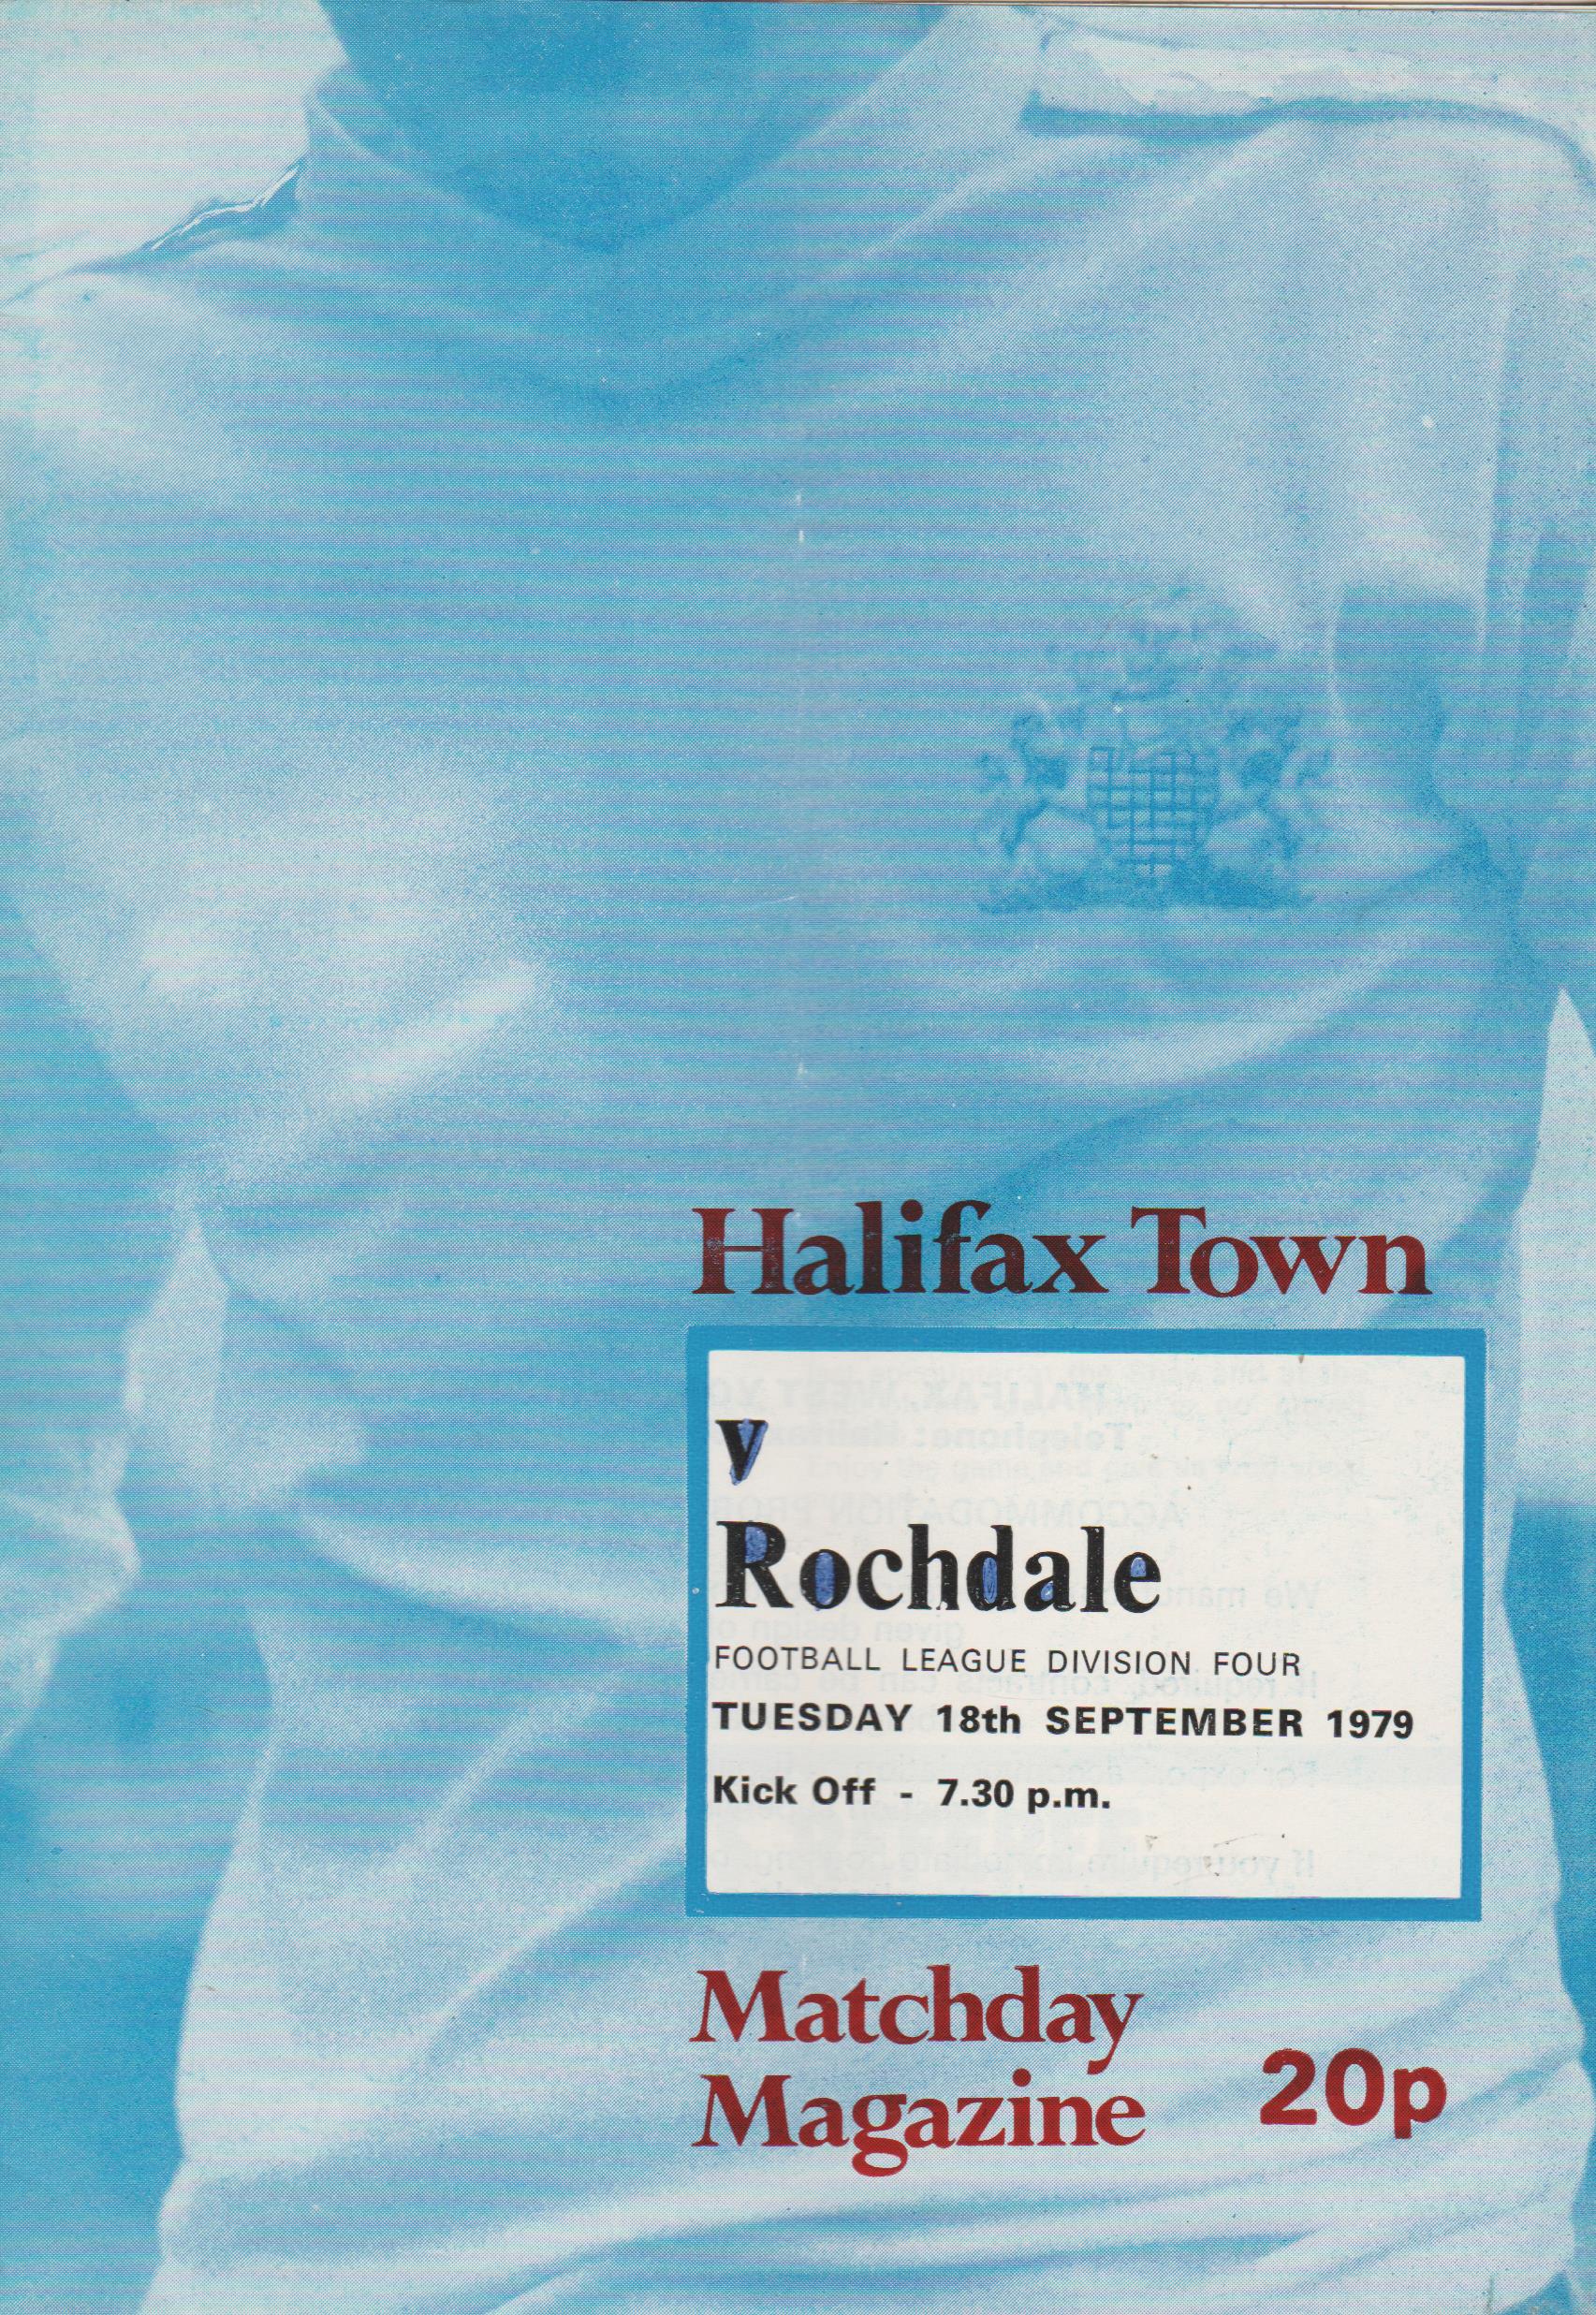 Halifax Town
v
Rochdale
FOOTBALL LEAGUE DIVISION FOUR
TUESDAY 18th SEPTEMBER 1979
Kick Off - 7.30 p.m.
Matchday
Magazine
20p